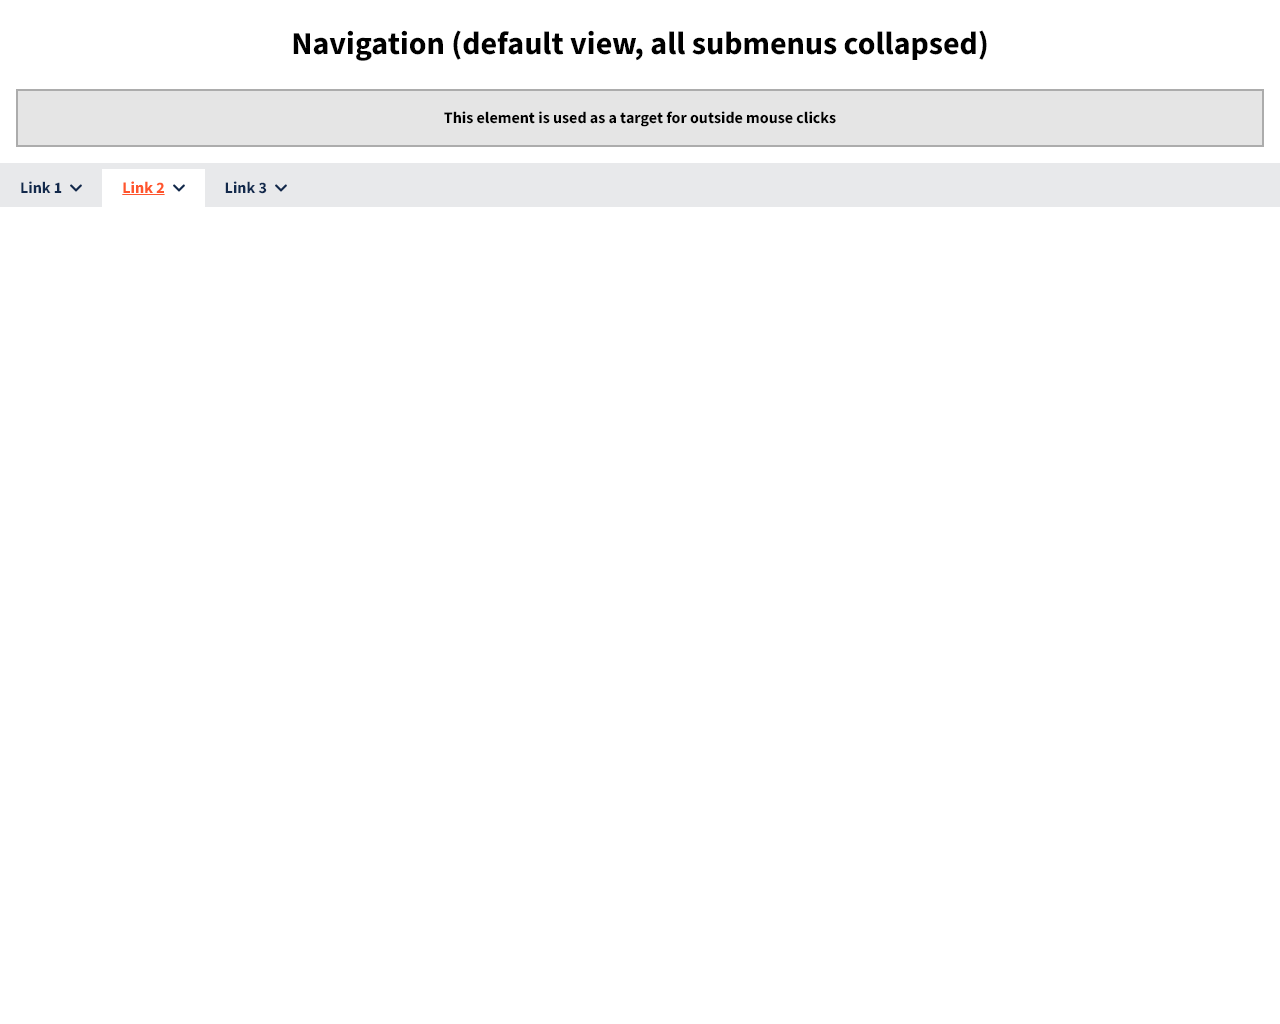 Navigation (default view, all submenus collapsed)
This element is used as a target for outside mouse clicks
Link 1 Link 2 Link 3